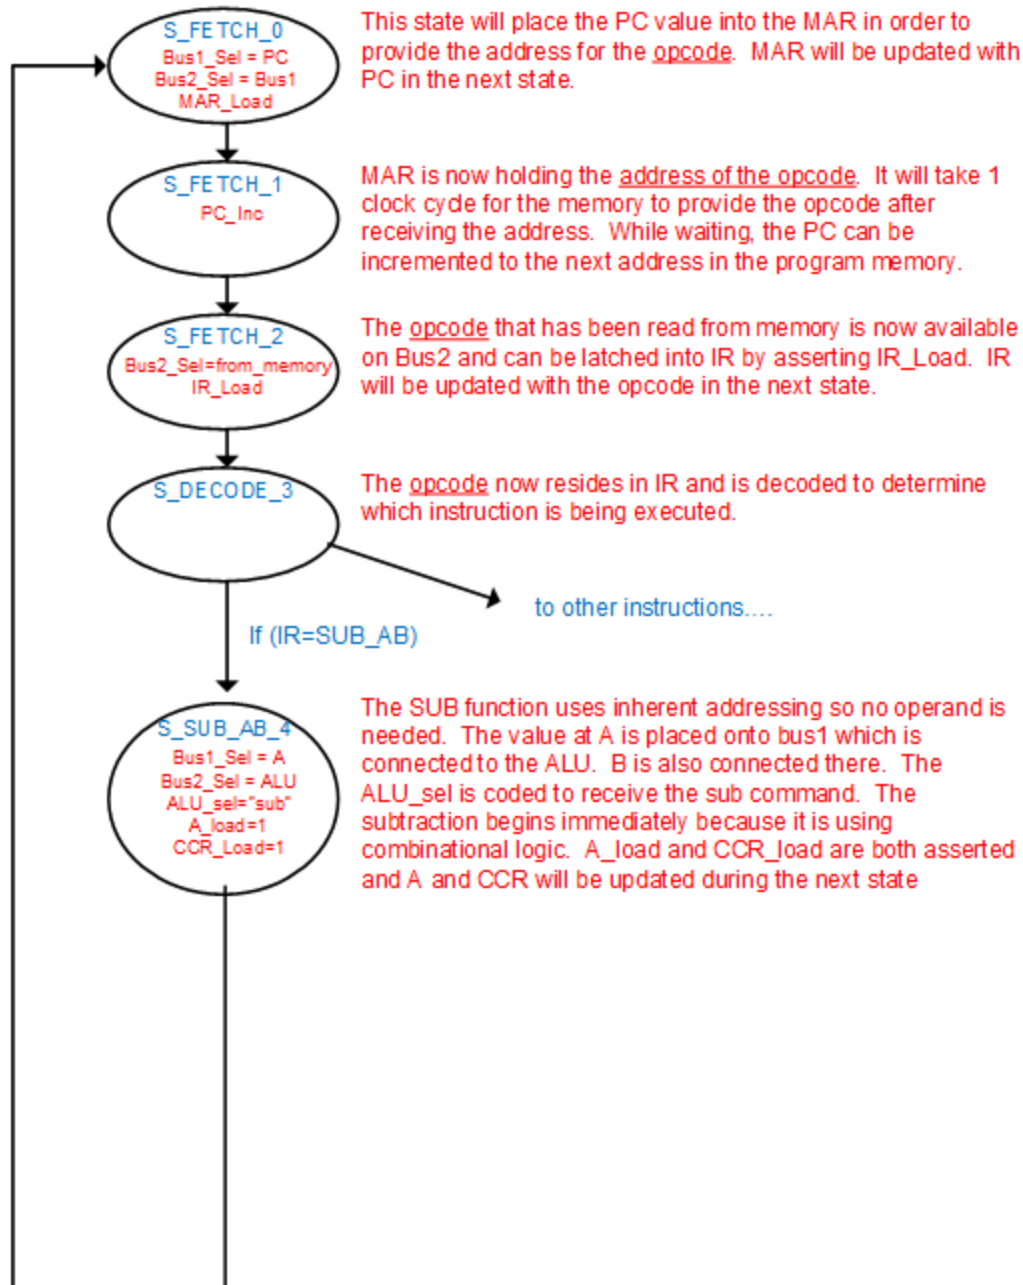 S_FETCH_0
Bus1_Sel = PC
Bus2_Sel = Bus1
MAR_Load
This state will place the PC value into the MAR in order to
provide the address for the opcode.  MAR will be updated with
PC in the next state.
S_FETCH_1
PC_Inc
MAR is now holding the address of the opcode.  It will take 1
clock cycle for the memory to provide the opcode after
receiving the address.  While waiting, the PC can be
incremented to the next address in the program memory.
S_FETCH_2
Bus2_Sel=from_memory
IR_Load
The opcode that has been read from memory is now available
on Bus2 and can be latched into IR by asserting IR_Load.  IR
will be updated with the opcode in the next state.
S_DECODE_3
The opcode now resides in IR and is decoded to determine
which instruction is being executed.
to other instructions....
If (IR=SUB_AB)
S_SUB_AB_4
Bus1_Sel = A
Bus2_Sel = ALU
ALU_sel="sub"
A_load=1
CCR_Load=1
The SUB function uses inherent addressing so no operand is
needed.  The value at A is placed onto bus1 which is
connected to the ALU.  B is also connected there.  The
ALU_sel is coded to receive the sub command.  The
subtraction begins immediately because it is using
combinational logic.  A_load and CCR_load are both asserted
and A and CCR will be updated during the next state